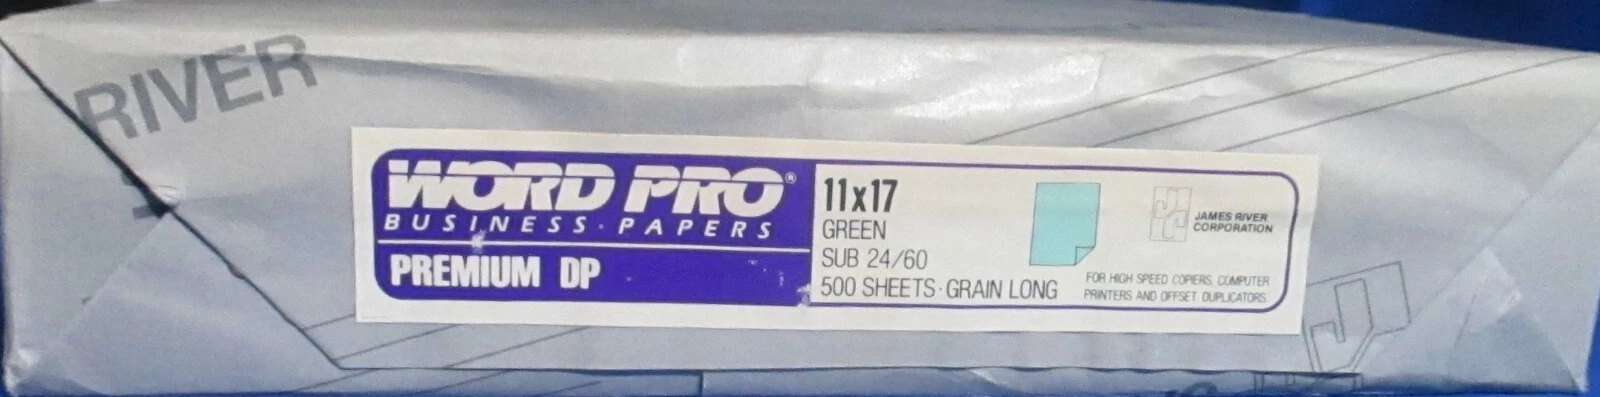 RIVER
WORD PRO®
BUSINESS·PAPERS
PREMIUM DP
11x17
GREEN
SUB 24/60
500 SHEETS·GRAIN LONG
JAMES RIVER
CORPORATION
FOR HIGH SPEED COPIERS, COMPUTER
PRINTERS AND OFFSET DUPLICATORS